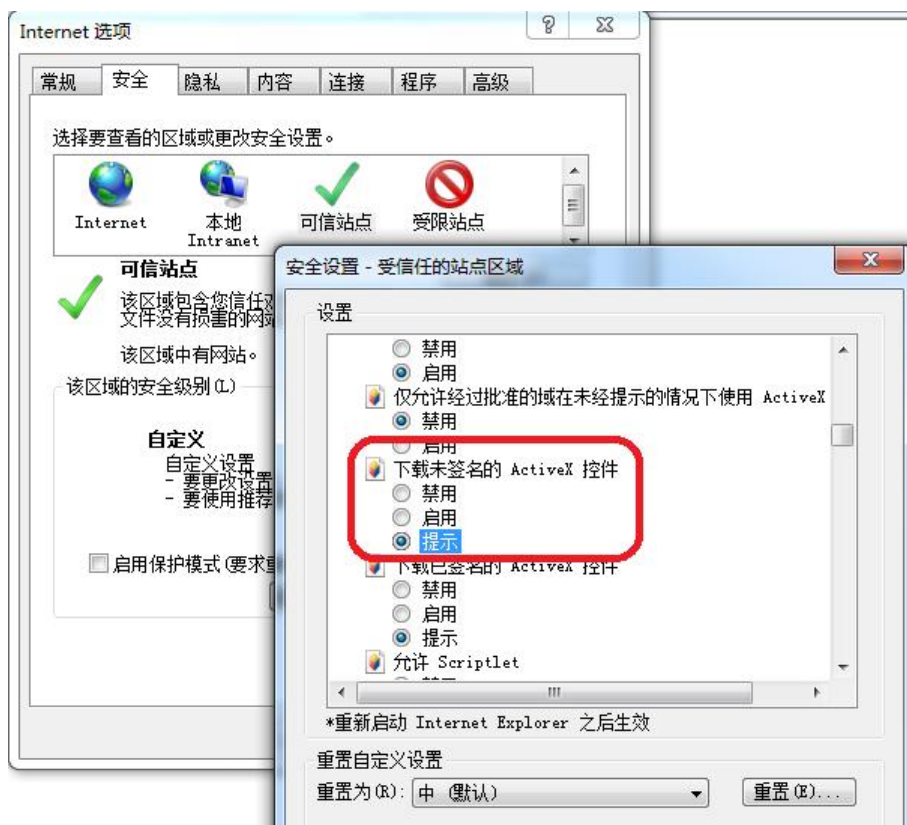 Internet 选项
常规 安全 隐私 内容 连接 程序 高级
选择要查看的区域或更改安全设置。
Internet
本地
Intranet
可信站点
受限站点
可信站点
该区域包含您信任
文件没有损害的网
该区域中有网站。
该区域的安全级别(L)
自定义
自定义设置
- 要更改设置
- 要使用推荐
启用保护模式(要求
安全设置 - 受信任的站点区域
设置
禁用
启用
仅允许经过批准的域在未经提示的情况下使用 ActiveX
禁用
启用
下载未签名的 ActiveX 控件
禁用
启用
提示
下载已签名的 ActiveX 控件
禁用
启用
提示
允许 Scriptlet
*重新启动 Internet Explorer 之后生效
重置自定义设置
重置为(R): 中 (默认) 重置(E)...